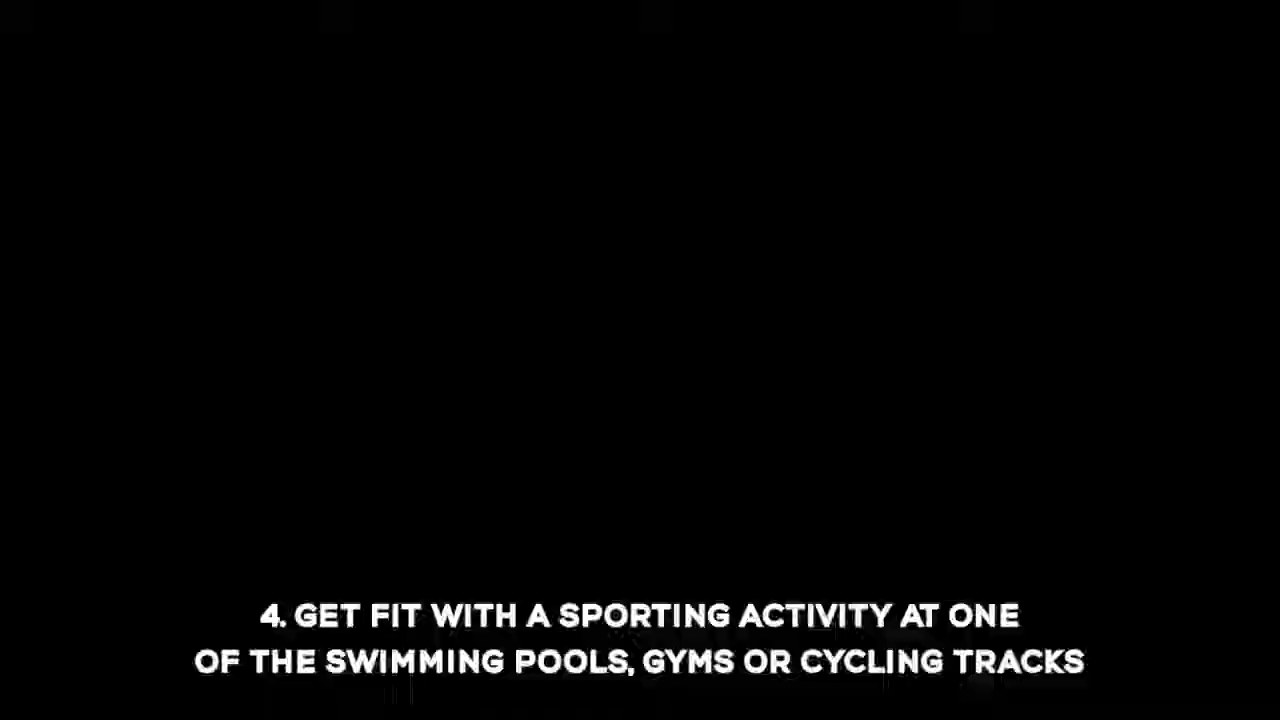 4. GET FIT WITH A SPORTING ACTIVITY AT ONE
OF THE SWIMMING POOLS, GYMS OR CYCLING TRACKS